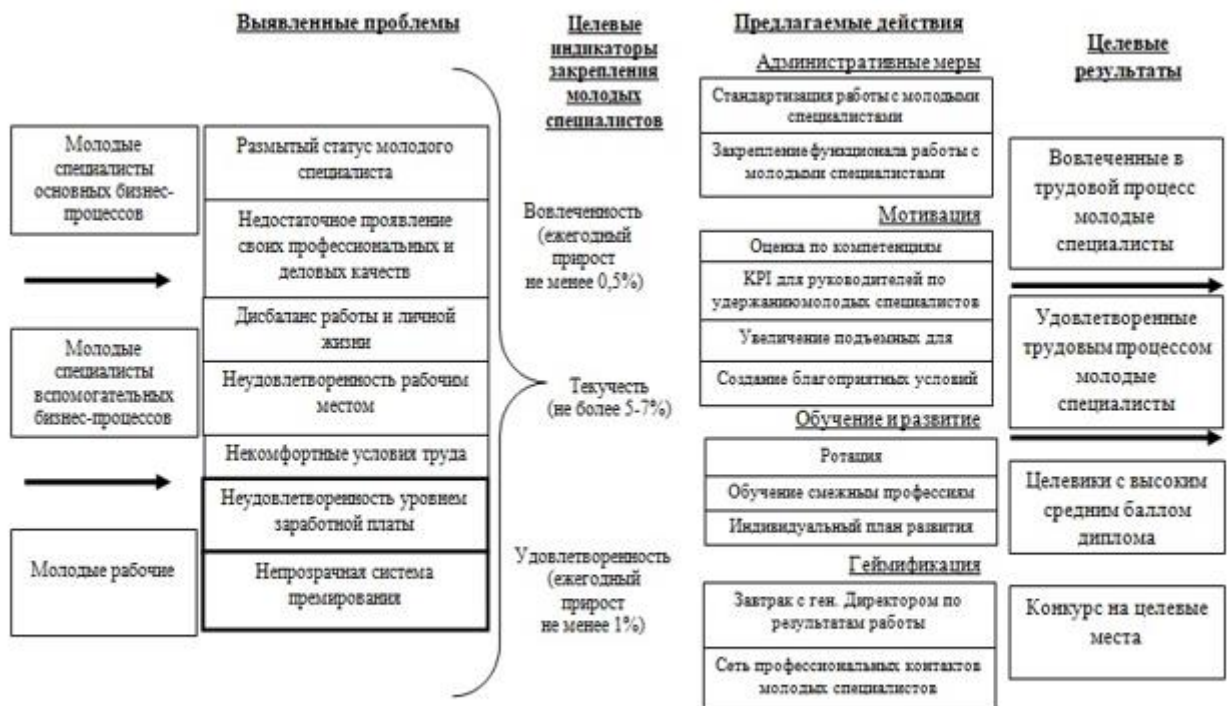 Выявленные проблемы
Целевые
индикаторы
закрепления
молодых
специалистов
Предлагаемые действия
Целевые
результаты
Молодые
специалисты
основных бизнес-
процессов
Молодые
специалисты
вспомогательных
бизнес-процессов
Молодые рабочие
Размытый статус молодого
специалиста
Недостаточное проявление
своих профессиональных и
деловых качеств
Дисбаланс работы и личной
жизни
Неудовлетворенность рабочим
местом
Некомфортные условия труда
Неудовлетворенность уровнем
заработной платы
Непрозрачная система
премирования
Вовлеченность
(ежегодный
прирост
не менее 0,5%)
Текучесть
(не более 5-7%)
Удовлетворенность
(ежегодный
прирост
не менее 1%)
Административные меры
Стандартизация работы с молодыми
специалистами
Закрепление функционала работы с
молодыми специалистами
Мотивация
Оценка по компетенциям
KPI для руководителей по
удержанию молодых специалистов
Увеличение подъемных для
Создание благоприятных условий
Обучение и развитие
Ротация
Обучение смежным профессиям
Индивидуальный план развития
Геймификация
Завтрак с ген. Директором по
результатам работы
Сеть профессиональных контактов
молодых специалистов
Вовлеченные в
трудовой процесс
молодые
специалисты
Удовлетворенные
трудовым процессом
молодые
специалисты
Целевики с высоким
средним баллом
диплома
Конкурс на целевые
места